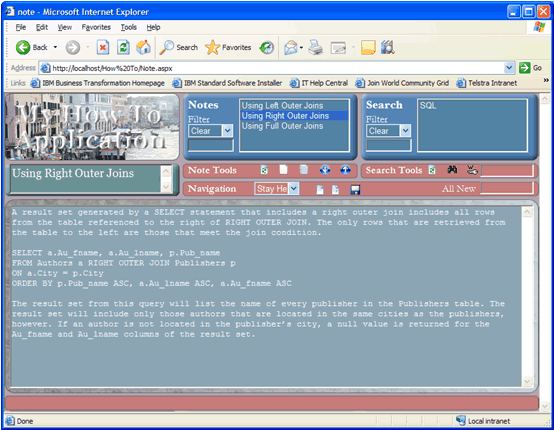 note - Microsoft Internet Explorer
File Edit View Favorites Tools Help
Back Search Favorites
Address http://localhost/How%20To/Note.aspx Go
Links IBM Business Transformation Homepage IBM Standard Software Installer IT Help Central Join World Community Grid Telstra Intranet
My How To
Application
Notes
Filter
Clear
Using Left Outer Joins
Using Right Outer Joins
Using Full Outer Joins
Search
Filter
Clear
SQL
Using Right Outer Joins
Note Tools
Search Tools
Navigation Stay He
All New
A result set generated by a SELECT statement that includes a right outer join includes all rows
from the table referenced to the right of RIGHT OUTER JOIN. The only rows that are retrieved from
the table to the left are those that meet the join condition.
SELECT a.Au_fname, a.Au_lname, p.Pub_name
FROM Authors a RIGHT OUTER JOIN Publishers p
ON a.City = p.City
ORDER BY p.Pub_name ASC, a.Au_lname ASC, a.Au_fname ASC
The result set from this query will list the name of every publisher in the Publishers table. The
result set will include only those authors that are located in the same cities as the publishers,
however. If an author is not located in the publisher's city, a null value is returned for the
Au_fname and Au_lname columns of the result set.
Done
Local intranet